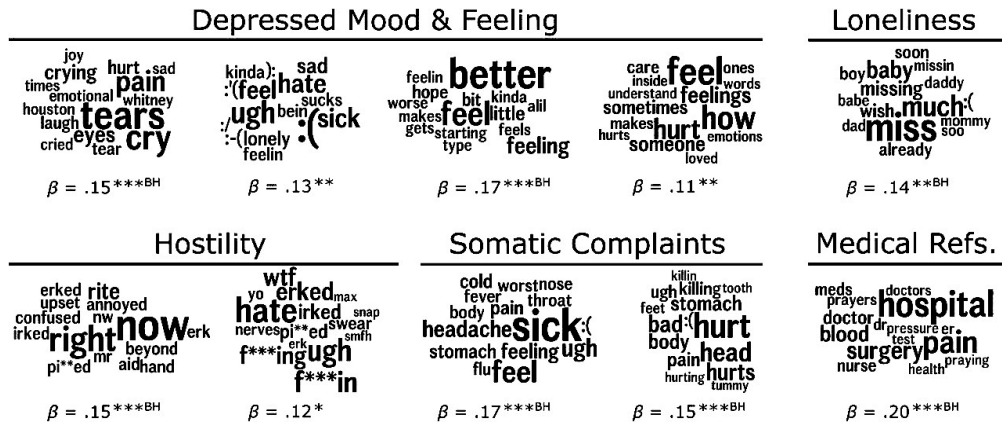 Depressed Mood & Feeling
Loneliness
joy
crying hurt sad
times pain
emotional whitney
houston tears
laugh eyes cry
cried tear
β = .15***BH
kinda): sad
:'(feel hate
ugh bein sucks
:/ :( sick
:-(lonely
feelin
β = .13**
feelin better
hope bit kinda
worse feel little alil
makes
gets starting feels
type feeling
β = .17***BH
care feel ones
inside words
understand feelings
sometimes how
makes hurt
hurts someone emotions
loved
β = .11**
soon
boy baby missin
missing daddy
babe wish much :(
dad miss mommy
soo
already
β = .14**BH
Hostility
Somatic Complaints
Medical Refs.
erked rite
upset annoyed
confused nw now
irked right erk
mr beyond
pi**ed aid hand
β = .15***BH
wtf
yo erked max
hate irked snap
nerves pi**ed swear
erk smfh
f***ing ugh
f***in
β = .12*
cold worst nose
fever throat
body pain
headache sick :(
stomach feeling ugh
flu feel
β = .17***BH
killin
ugh killing tooth
feet stomach
bad :( hurt
body
pain head
hurting hurts
tummy
β = .15***BH
meds doctors
prayers hospital
doctor
blood dr pressure er
test pain
surgery
nurse health praying
β = .20***BH